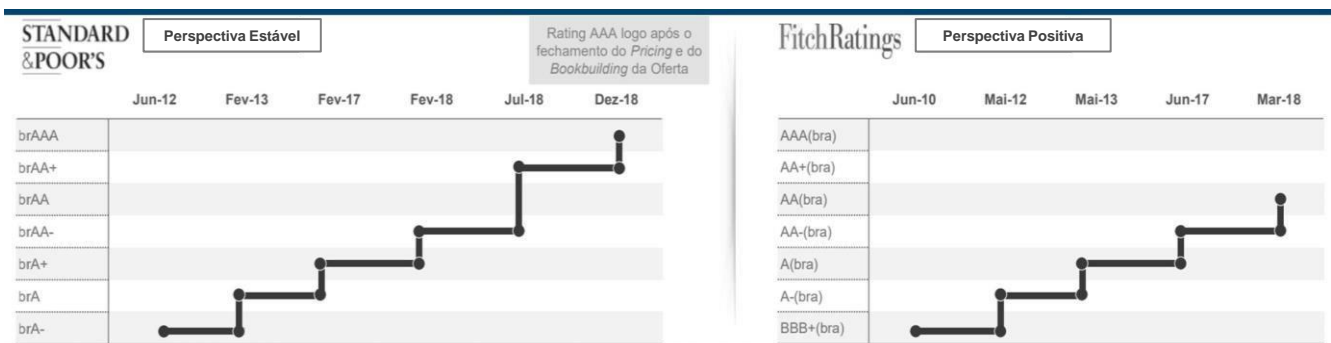 STANDARD
&POOR'S
Perspectiva Estável
Rating AAA logo após o
fechamento do Pricing e do
Bookbuilding da Oferta
Jun-12 Fev-13 Fev-17 Fev-18 Jul-18 Dez-18
brAAA
brAA+
brAA
brAA-
brA+
brA
brA-
FitchRatings
Perspectiva Positiva
Jun-10 Mai-12 Mai-13 Jun-17 Mar-18
AAA(bra)
AA+(bra)
AA(bra)
AA-(bra)
A(bra)
A-(bra)
BBB+(bra)